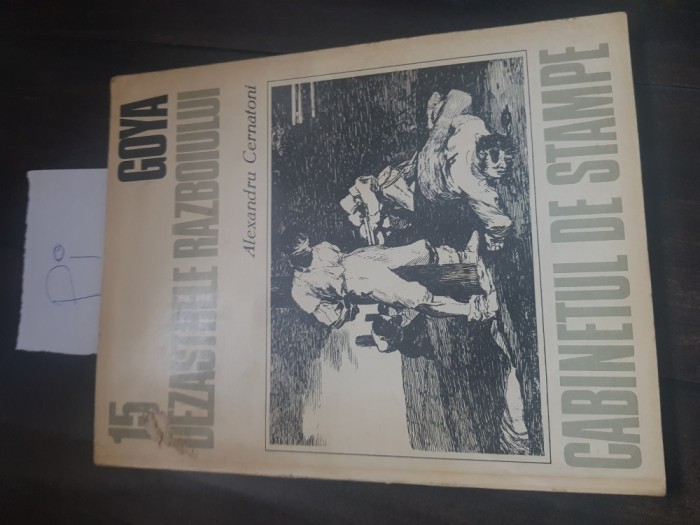 15 GOYA
DEZASTRELE RAZBOIULUI
Alexandru Cernatoni
CABINETUL DE STAMPE